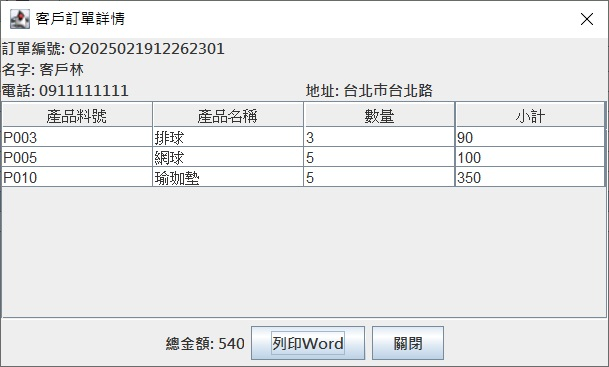 客戶訂單詳情
訂單編號: O2025021912262301
名字: 客戶林
電話: 0911111111 地址: 台北市台北路
產品料號 產品名稱 數量 小計
P003 排球 3 90
P005 網球 5 100
P010 瑜珈墊 5 350
總金額: 540 列印Word 關閉